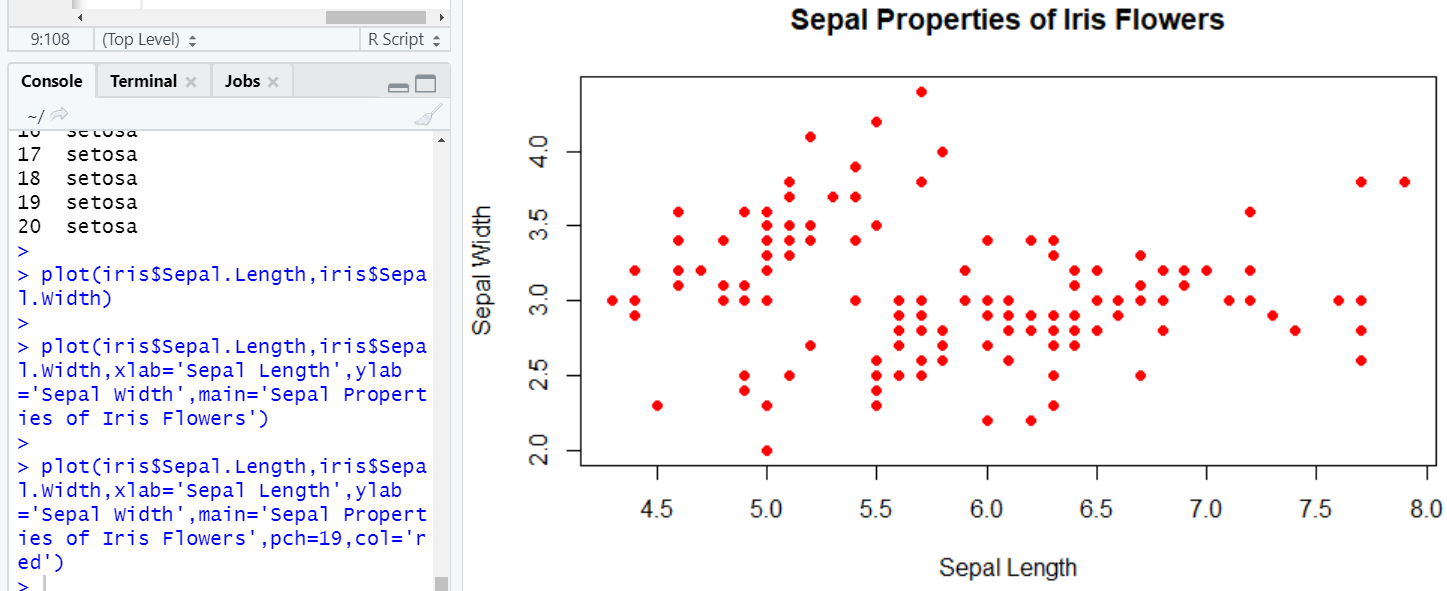 9:108 (Top Level) R Script
Console Terminal Jobs
~/
16 setosa
17 setosa
18 setosa
19 setosa
20 setosa
>
> plot(iris$Sepal.Length,iris$Sepa
l.Width)
>
> plot(iris$Sepal.Length,iris$Sepa
l.Width,xlab='Sepal Length',ylab
='Sepal Width',main='Sepal Propert
ies of Iris Flowers')
>
> plot(iris$Sepal.Length,iris$Sepa
l.Width,xlab='Sepal Length',ylab
='Sepal Width',main='Sepal Propert
ies of Iris Flowers',pch=19,col='r
ed')
>
Sepal Properties of Iris Flowers
Sepal Width
4.0
3.5
3.0
2.5
2.0
4.5 5.0 5.5 6.0 6.5 7.0 7.5 8.0
Sepal Length